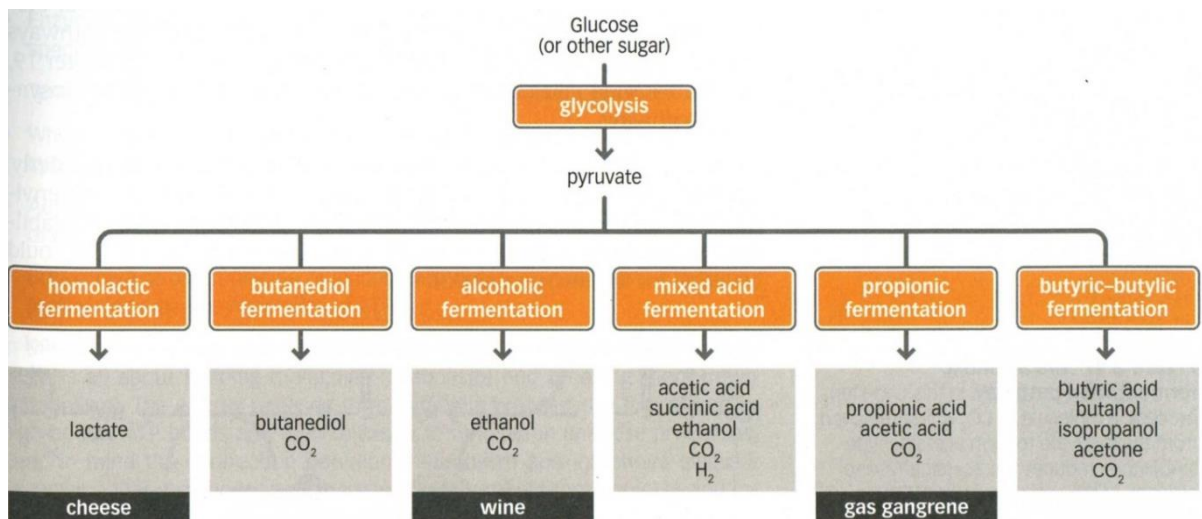 Glucose
(or other sugar)
glycolysis
pyruvate
homolactic
fermentation
butanediol
fermentation
alcoholic
fermentation
mixed acid
fermentation
propionic
fermentation
butyric–butylic
fermentation
lactate
butanediol
CO₂
ethanol
CO₂
acetic acid
succinic acid
ethanol
CO₂
H₂
propionic acid
acetic acid
CO₂
butyric acid
butanol
isopropanol
acetone
CO₂
cheese
wine
gas gangrene